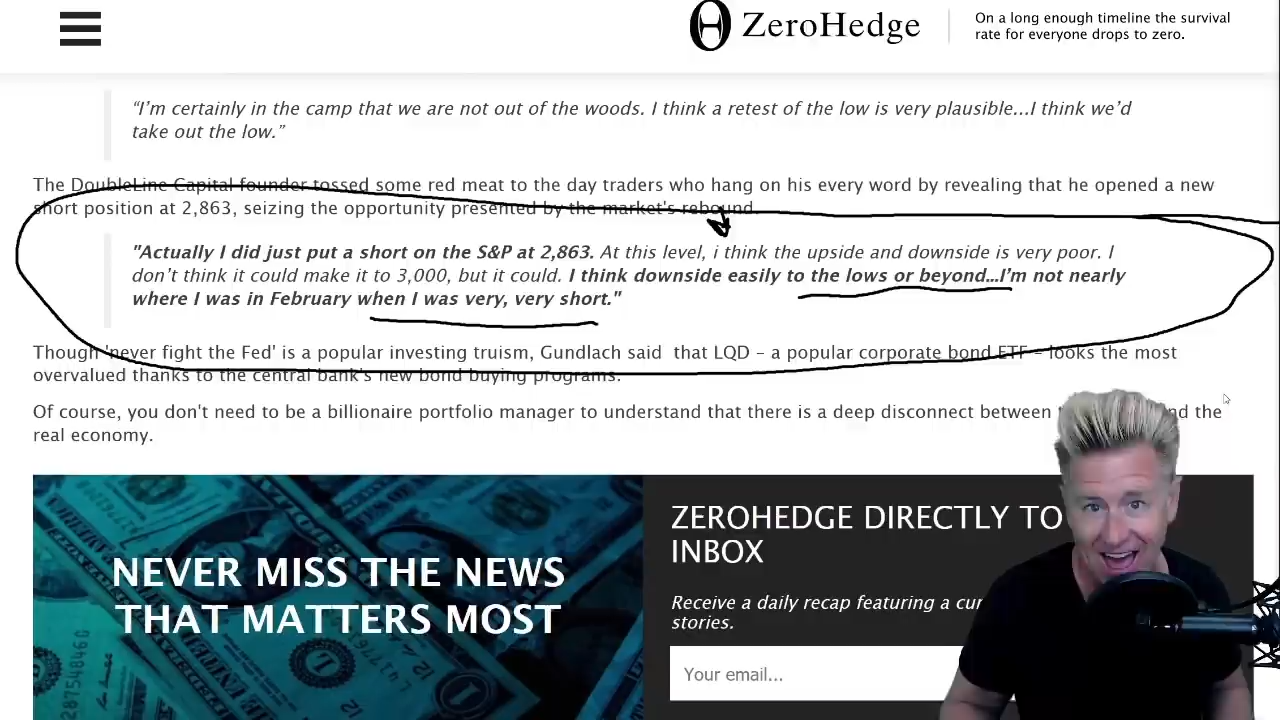 ZeroHedge
On a long enough timeline the survival
rate for everyone drops to zero.
“I’m certainly in the camp that we are not out of the woods. I think a retest of the low is very plausible...I think we’d
take out the low.”
The DoubleLine Capital founder tossed some red meat to the day traders who hang on his every word by revealing that he opened a new
short position at 2,863, seizing the opportunity presented by the market's rebound.
"Actually I did just put a short on the S&P at 2,863. At this level, i think the upside and downside is very poor. I
don’t think it could make it to 3,000, but it could. I think downside easily to the lows or beyond...I’m not nearly
where I was in February when I was very, very short."
Though 'never fight the Fed' is a popular investing truism, Gundlach said  that LQD – a popular corporate bond ETF – looks the most
overvalued thanks to the central bank's new bond buying programs.
Of course, you don't need to be a billionaire portfolio manager to understand that there is a deep disconnect between nd the
real economy.
NEVER MISS THE NEWS
THAT MATTERS MOST
ZEROHEDGE DIRECTLY TO
INBOX
Receive a daily recap featuring a
stories.
Your email...